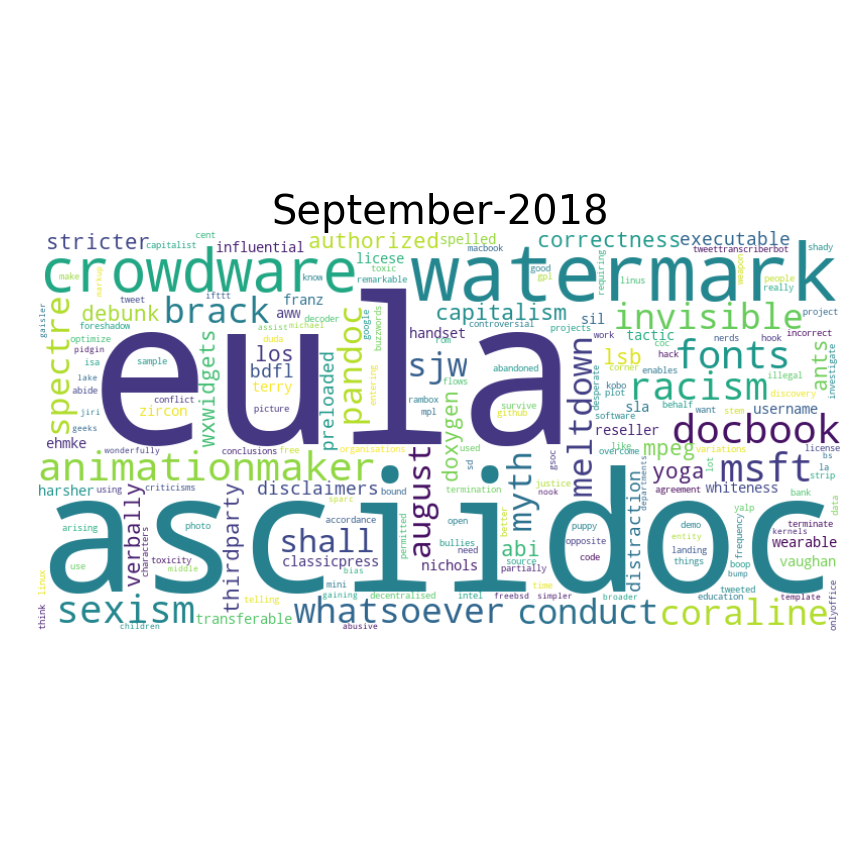 September-2018
stricter
cent
capitalist
influential
authorized
spelled
correctness
executable
tweettranscriberbot
shady
make
markup
crowdware
know
licese
toxic
remarkable
macbook
watermark
good
gpl
requiring
linus
weapon
people
really
gaisler
foreshadow
tweet
ifttt
franz
decoder
google
buzzwords
capitalism
controversial
projects
sil
invisible
project
spectre
debunk
brack
aww
assist
michael
handset
rom
work
tactic
coc
nerds
hook
incorrect
optimize
pidgin
isa
sample
los
duda
pandoc
sjw
flows
abandoned
desperate
lsb
hack
fonts
ants
investigate
lake
abide
conflict
bdfl
terry
preloaded
entering
rambox
mpl
survive
github
corner
enables
kpbo
plot
racism
illegal
discovery
jiri
zircon
wxwidgets
picture
eula
doxygen
meltdown
software
sla
behalf
want
stem
username
geeks
ehmke
wonderfully
conclusions
free
organisations
used
gsoc
reseller
like
overcome
docbook
license
animationmaker
august
sd
myth
mpeg
variations
bs
lot
yoga
msft
la
strip
harsher
using
criticisms
disclaimers
bound
termination
nook
justice
departments
agreement
whiteness
bank
data
verbally
characters
photo
thirdparty
sparc
accordance
permitted
open
better
puppy
distraction
demo
entity
frequency
yalp
terminate
kernels
arising
toxicity
shall
bullies
need
source
opposite
landing
things
wearable
use
middle
classicpress
bias
nichols
abi
partially
code
boop
bump
vaughan
linux
asciidoc
telling
mini
gaining
decentralised
intel
freebsd
time
simpler
broader
tweeted
education
template
onlyoffice
think
sexism
children
transferable
whatsoever
abusive
conduct
coraline